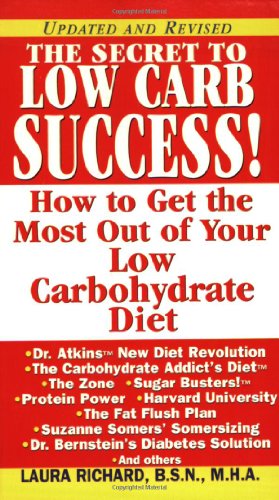 UPDATED AND REVISED
THE SECRET TO
LOW CARB
SUCCESS!
How to Get the
Most Out of Your
Low
Carbohydrate
Diet
•Dr. Atkins™ New Diet Revolution
•The Carbohydrate Addict's Diet™
•The Zone •Sugar Busters!™
•Protein Power •Harvard University
•The Fat Flush Plan
•Suzanne Somers' Somersizing
•Dr. Bernstein's Diabetes Solution
•And others
LAURA RICHARD, B.S.N., M.H.A.